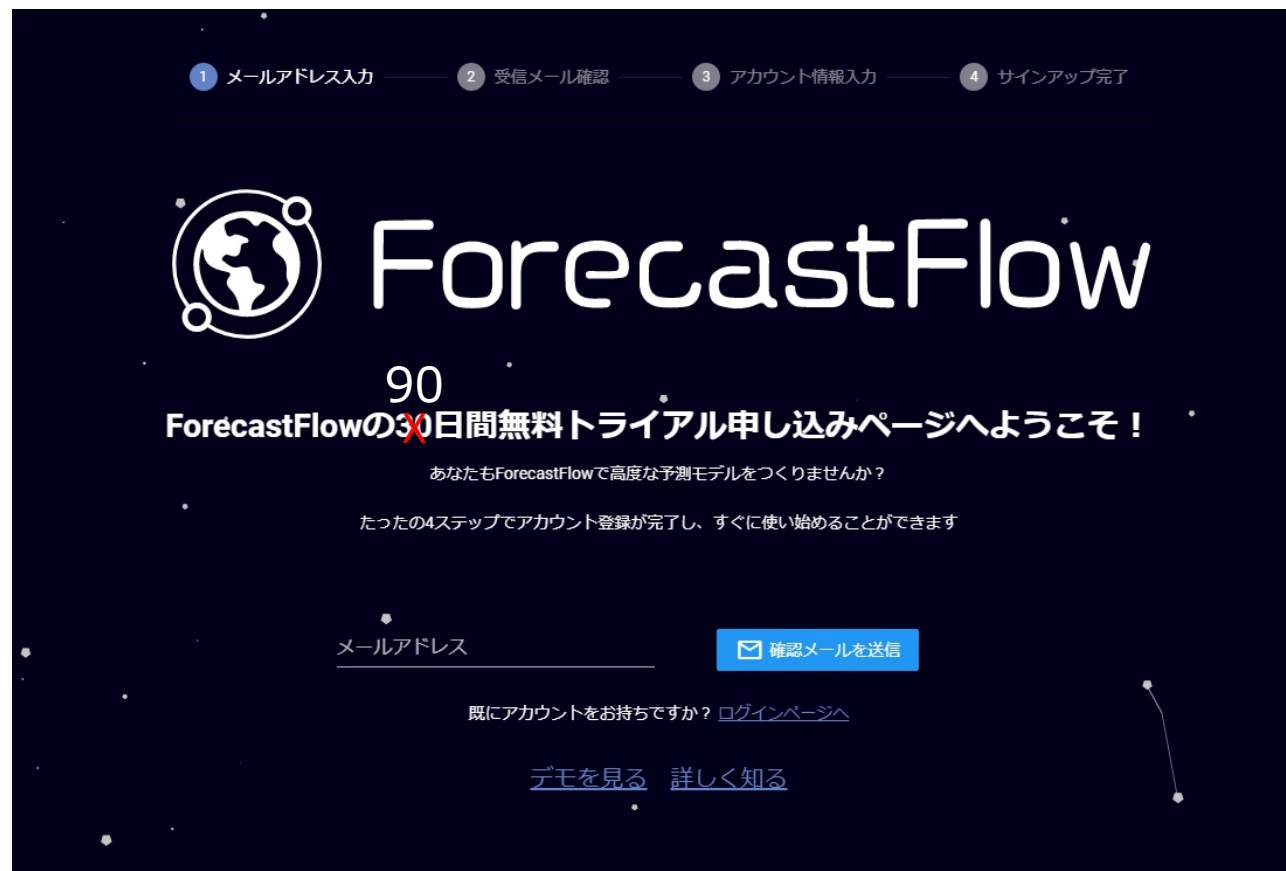 1 メールアドレス入力 2 受信メール確認 3 アカウント情報入力 4 サインアップ完了
ForecastFlow
90
ForecastFlowの30日間無料トライアル申し込みページへようこそ！
X
あなたもForecastFlowで高度な予測モデルをつくりませんか？
たったの4ステップでアカウント登録が完了し、すぐに使い始めることができます
メールアドレス 確認メールを送信
既にアカウントをお持ちですか？ ログインページへ
デモを見る 詳しく知る